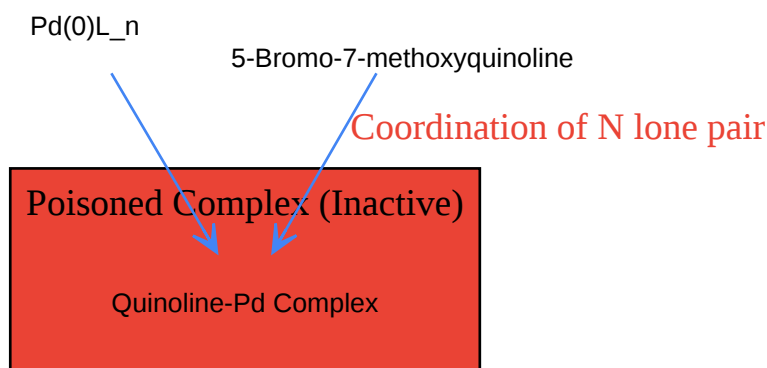 Pd(0)L_n
5-Bromo-7-methoxyquinoline
Coordination of N lone pair
Poisoned Complex (Inactive)
Quinoline-Pd Complex